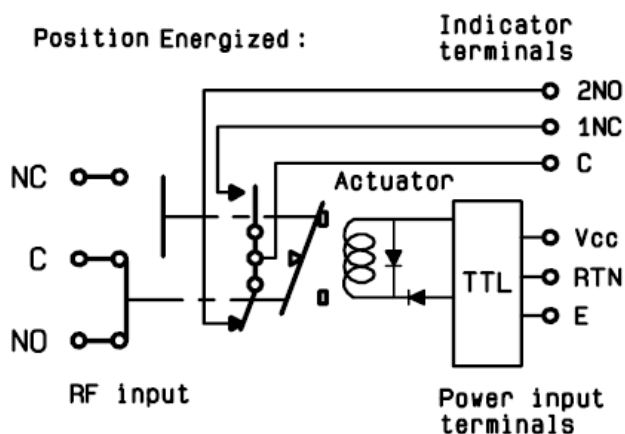 Position Energized :
Indicator
terminals
2NO
1NC
C
NC
Actuator
C
Vcc
TTL
RTN
E
NO
RF input
Power input
terminals